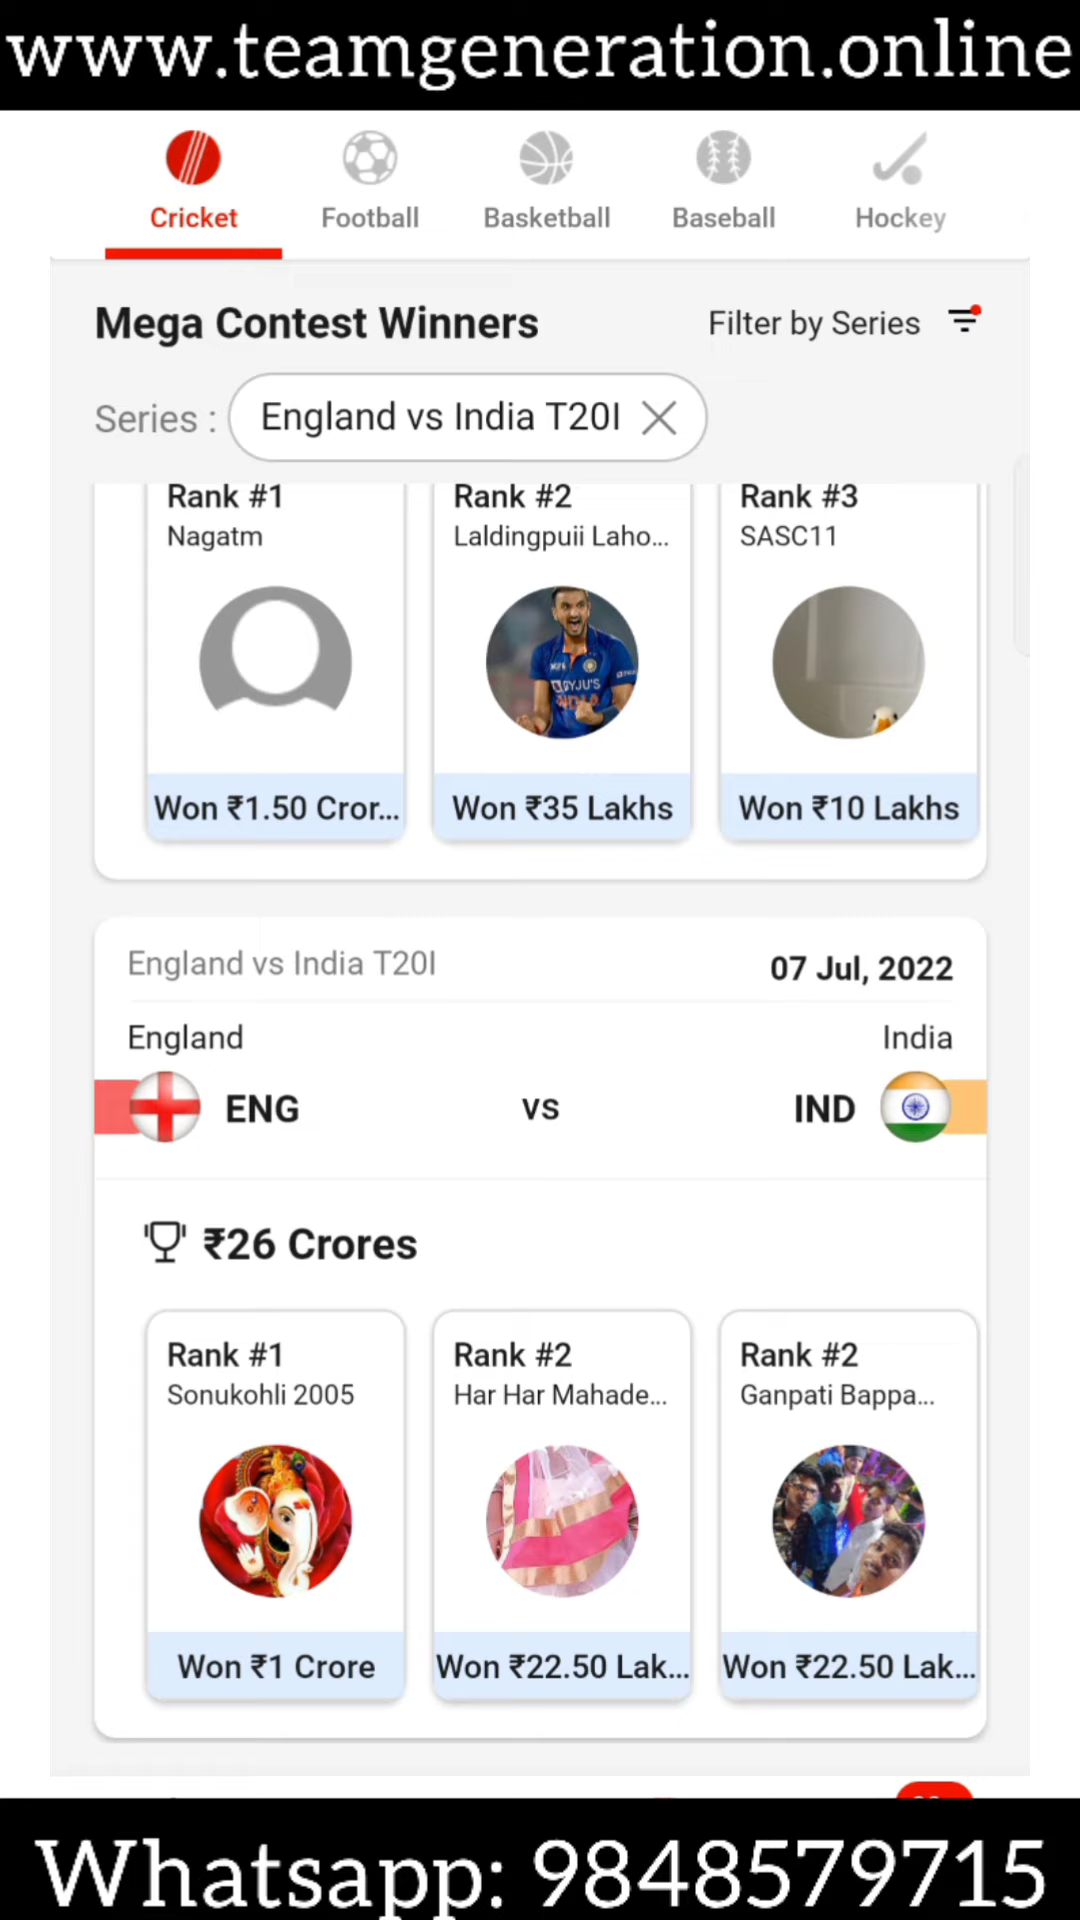 www.teamgeneration.online
Cricket Football Basketball Baseball Hockey
Mega Contest Winners Filter by Series
Series : England vs India T20I
Rank #1 Rank #2 Rank #3
Nagatm Laldingpuii Laho... SASC11
BYJU'S
Won ₹1.50 Cror... Won ₹35 Lakhs Won ₹10 Lakhs
England vs India T20I 07 Jul, 2022
England India
ENG vs IND
₹26 Crores
Rank #1 Rank #2 Rank #2
Sonukohli 2005 Har Har Mahade... Ganpati Bappa...
Won ₹1 Crore Won ₹22.50 Lak... Won ₹22.50 Lak...
Whatsapp: 9848579715